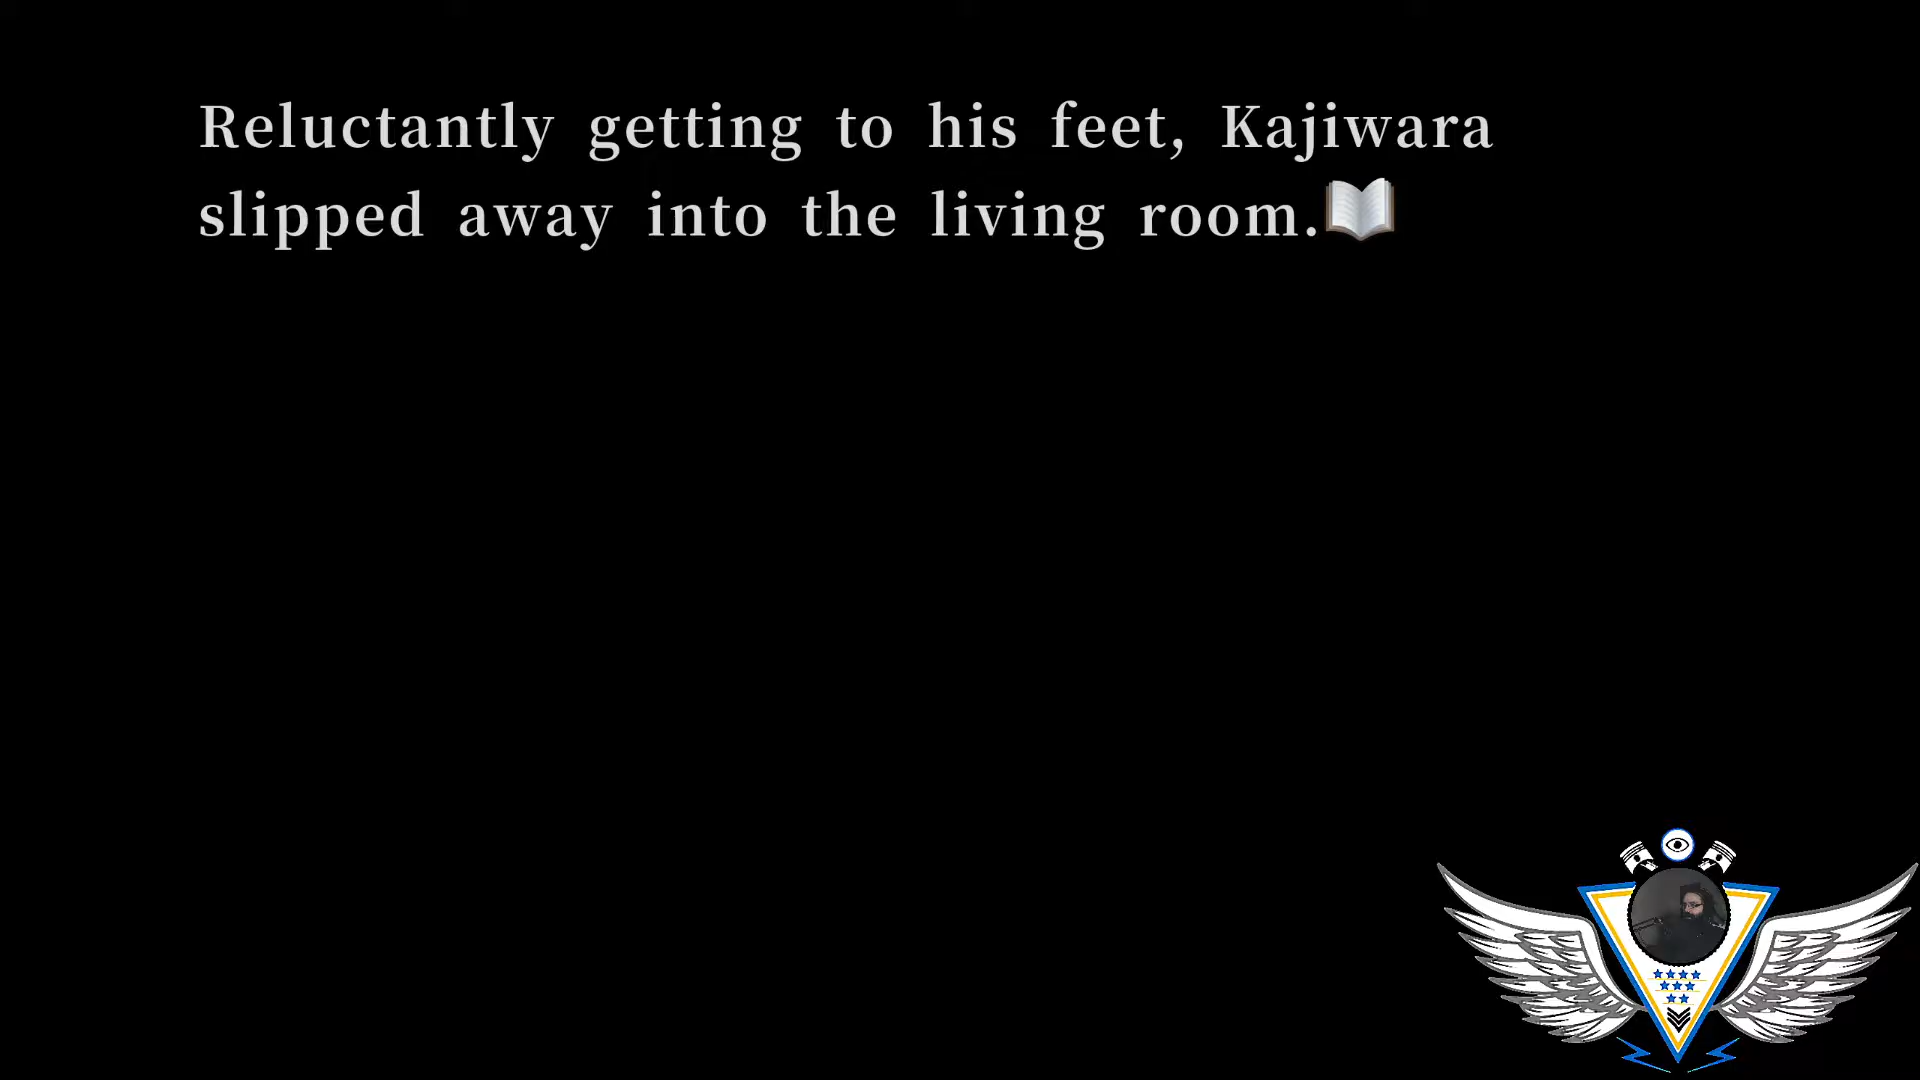 Reluctantly getting to his feet, Kajiwara
slipped away into the living room.